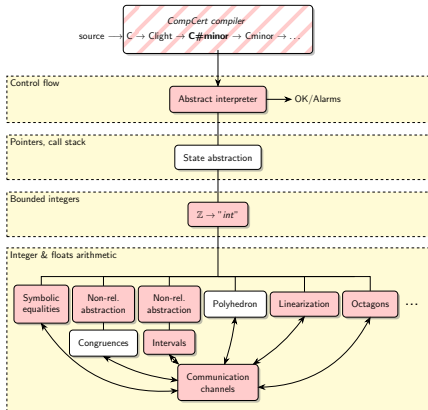 CompCert compiler
source → C → Clight → C#minor → Cminor → ...
Control flow
Abstract interpreter → OK/Alarms
Pointers, call stack
State abstraction
Bounded integers
ℤ → "int"
Integer & floats arithmetic
Symbolic
equalities
Non-rel.
abstraction
Non-rel.
abstraction
Polyhedron
Linearization
Octagons
...
Congruences
Intervals
Communication
channels